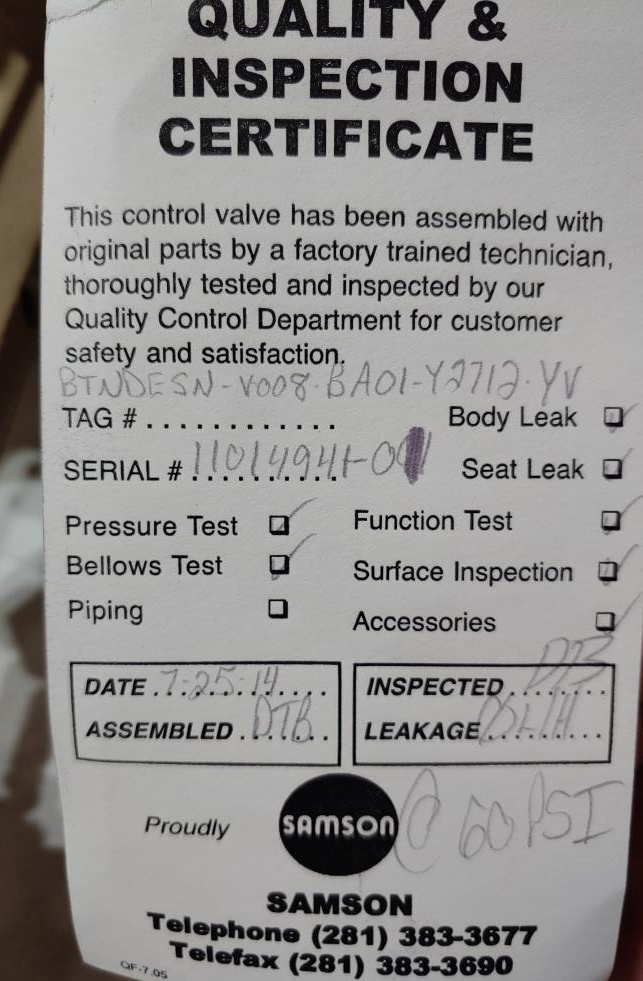 QUALITY &
INSPECTION
CERTIFICATE
This control valve has been assembled with
original parts by a factory trained technician,
thoroughly tested and inspected by our
Quality Control Department for customer
safety and satisfaction.
BTNDESN-V008-BA01-Y2712-YV
TAG # ............. Body Leak
SERIAL # Seat Leak
Pressure Test Function Test
Bellows Test Surface Inspection
Piping Accessories
DATE 7-25-14 INSPECTED DTB
ASSEMBLED DTB LEAKAGE
Proudly SAMSON @ 60 PSI
SAMSON
Telephone (281) 383-3677
Telefax (281) 383-3690
QF-7.05